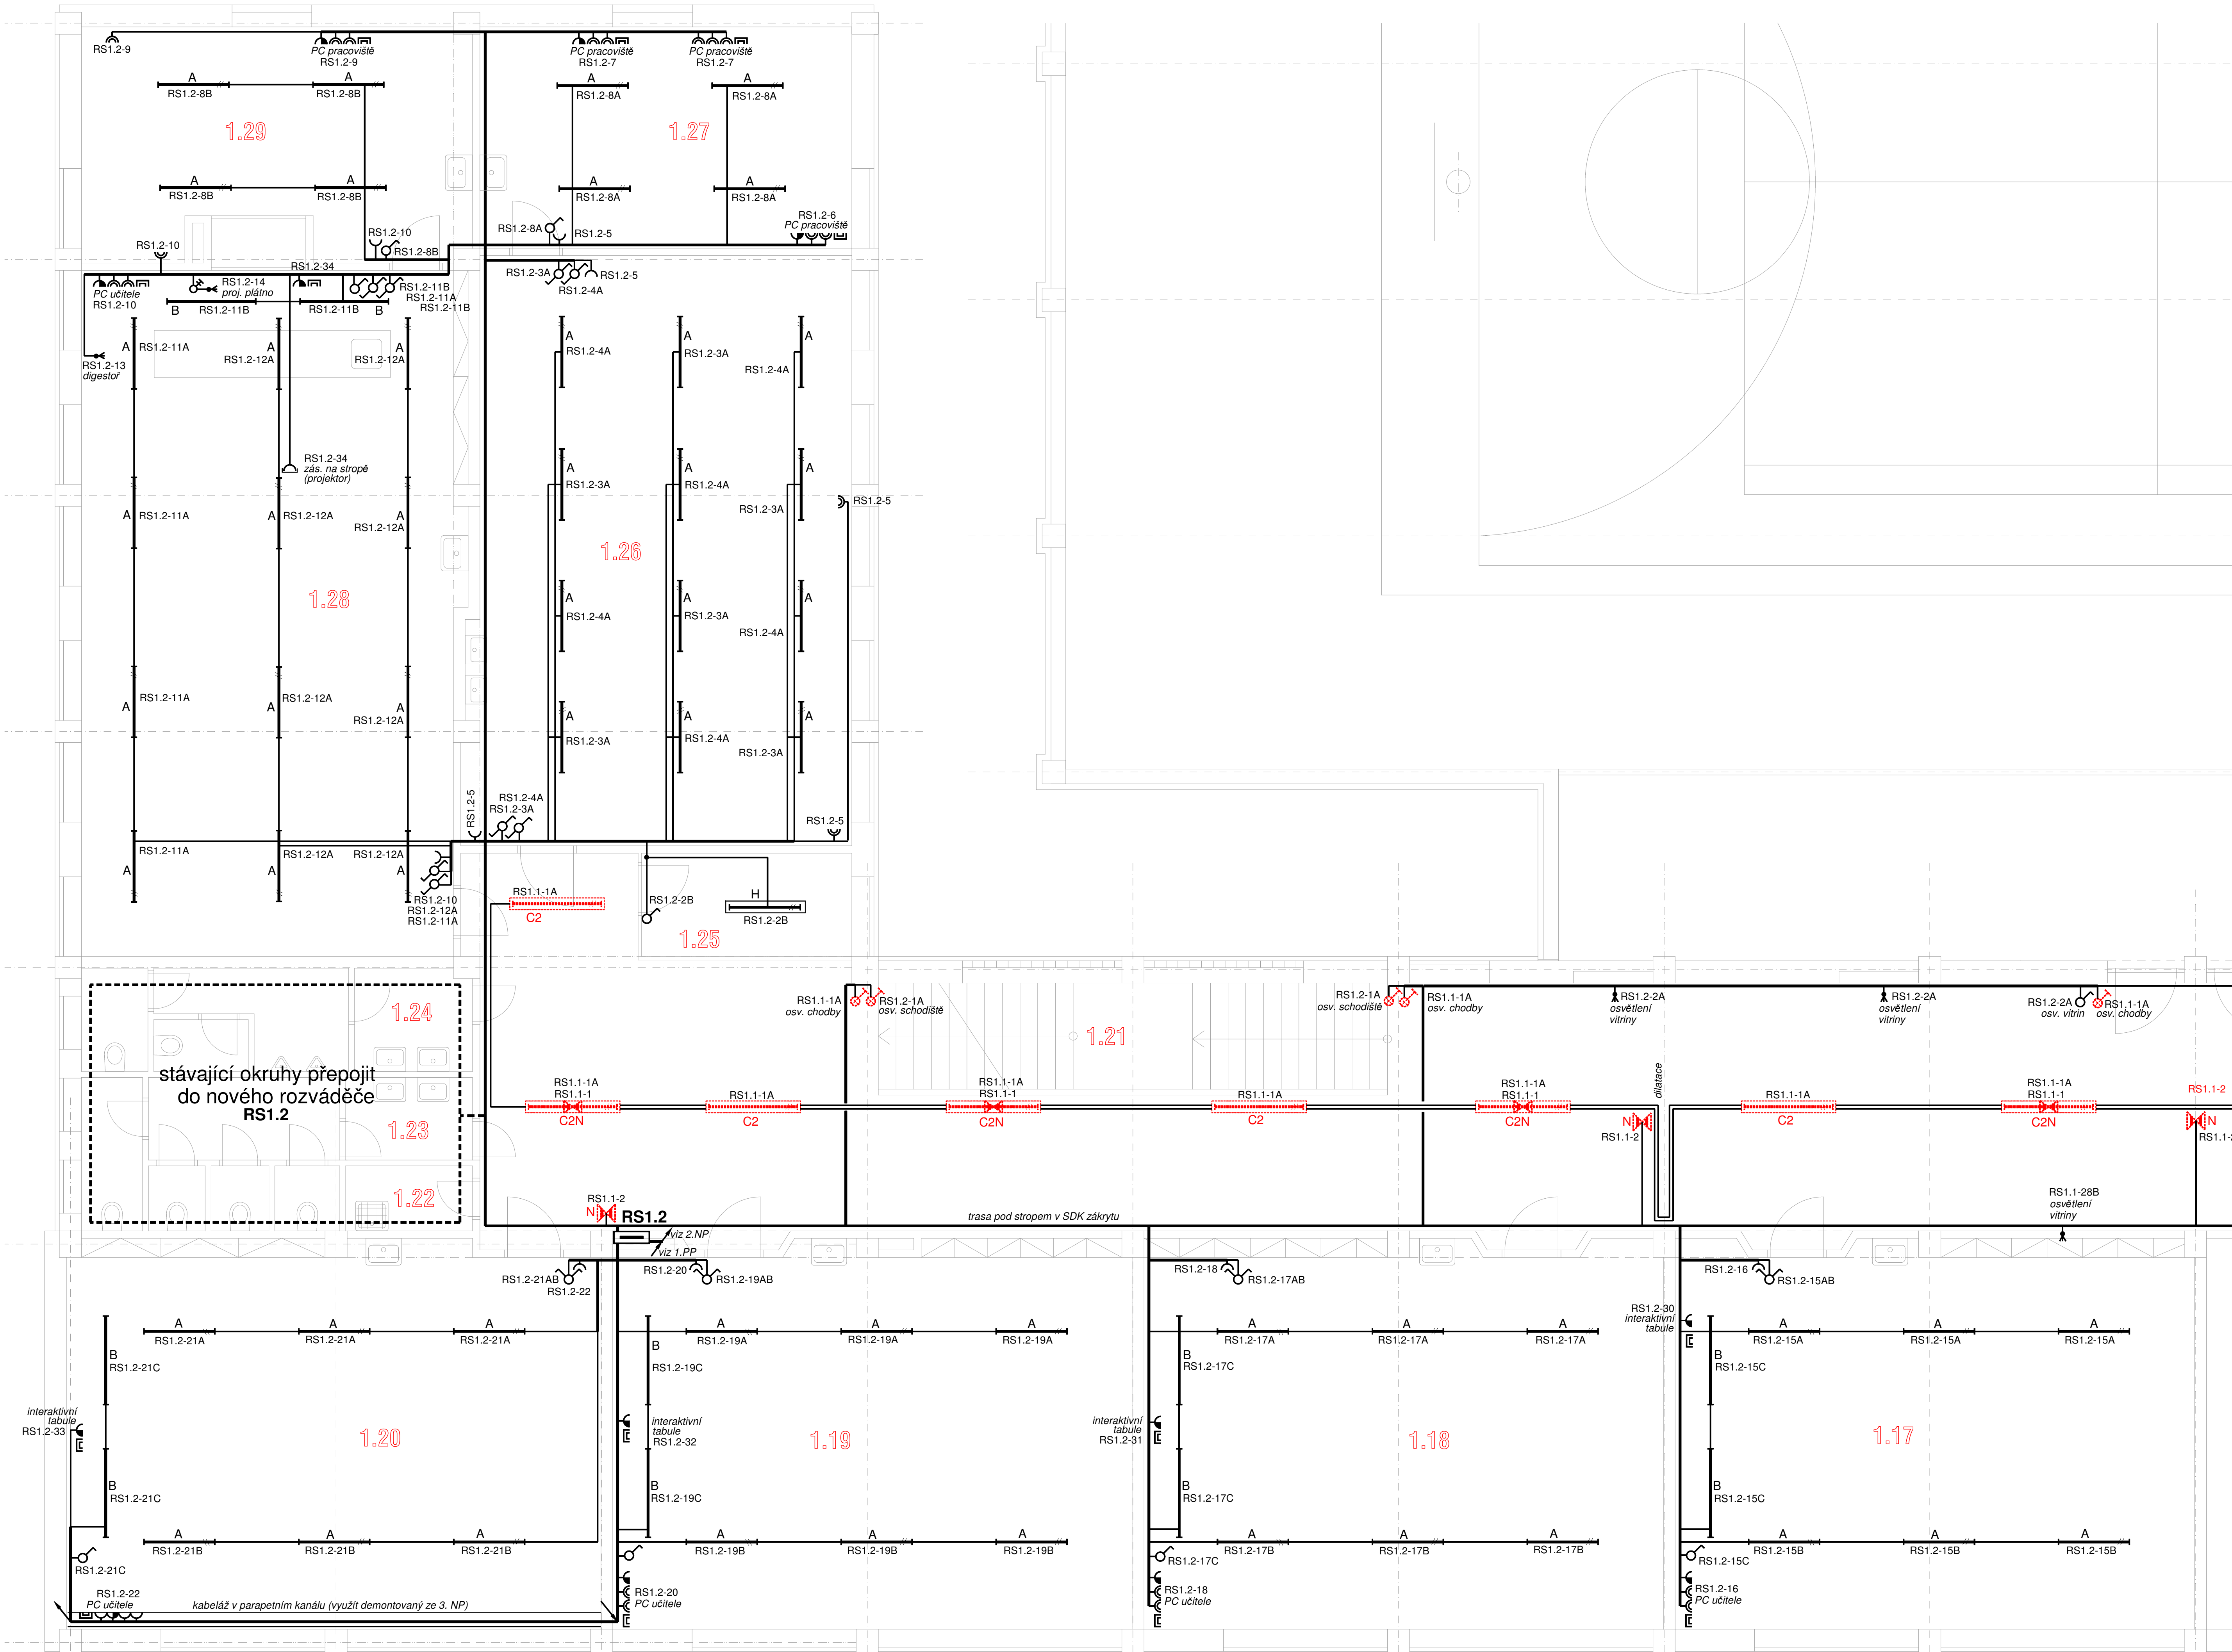 RS1.2-9
PC pracoviště
RS1.2-9
PC pracoviště
RS1.2-7
PC pracoviště
RS1.2-7
A
RS1.2-8B
A
RS1.2-8B
A
RS1.2-8A
A
RS1.2-8A
1.29
1.27
A
RS1.2-8B
A
RS1.2-8B
A
RS1.2-8A
A
RS1.2-8A
RS1.2-6
PC pracoviště
RS1.2-8A
RS1.2-5
RS1.2-10
RS1.2-8B
RS1.2-10
RS1.2-34
RS1.2-3A
RS1.2-4A
RS1.2-5
PC učitele
RS1.2-10
RS1.2-14
proj. plátno
RS1.2-11B
RS1.2-11A
RS1.2-11B
B
RS1.2-11B
RS1.2-11B
B
RS1.2-13
digestoř
A
RS1.2-11A
A
RS1.2-12A
A
RS1.2-12A
A
RS1.2-4A
A
RS1.2-3A
A
RS1.2-4A
RS1.2-34
zás. na stropě
(projektor)
A
RS1.2-3A
A
RS1.2-4A
A
RS1.2-3A
RS1.2-5
A
RS1.2-11A
A
RS1.2-12A
A
RS1.2-12A
1.26
1.28
A
RS1.2-4A
A
RS1.2-3A
A
RS1.2-4A
A
RS1.2-11A
A
RS1.2-12A
A
RS1.2-12A
A
RS1.2-3A
A
RS1.2-4A
A
RS1.2-3A
RS1.2-5
RS1.2-4A
RS1.2-3A
RS1.2-5
A
RS1.2-11A
A
RS1.2-12A
A
RS1.2-12A
RS1.2-10
RS1.2-12A
RS1.2-11A
RS1.1-1A
C2
RS1.2-2B
H
RS1.2-2B
1.25
RS1.1-1A
osv. chodby
RS1.2-1A
osv. schodiště
RS1.2-1A
osv. schodiště
RS1.1-1A
osv. chodby
RS1.2-2A
osvětlení
vitriny
RS1.2-2A
osvětlení
vitriny
RS1.2-2A
osv. vitrin
RS1.1-1A
osv. chodby
1.24
1.21
stávající okruhy přepojit
do nového rozváděče
RS1.2
1.23
1.22
RS1.1-1A
RS1.1-1
C2N
RS1.1-1A
C2
RS1.1-1A
RS1.1-1
C2N
RS1.1-1A
C2
RS1.1-1A
RS1.1-1
C2N
dilatace
N
RS1.1-2
RS1.1-1A
C2
RS1.1-1A
RS1.1-1
C2N
RS1.1-2
N
RS1.1-2
RS1.1-28B
osvětlení
vitriny
RS1.1-2
N
RS1.2
trasa pod stropem v SDK zákrytu
viz 2.NP
viz 1.PP
RS1.2-21AB
RS1.2-22
RS1.2-20
RS1.2-19AB
RS1.2-18
RS1.2-17AB
RS1.2-16
RS1.2-15AB
A
RS1.2-21A
A
RS1.2-21A
A
RS1.2-21A
A
RS1.2-19A
A
RS1.2-19A
A
RS1.2-19A
A
RS1.2-17A
A
RS1.2-17A
A
RS1.2-17A
RS1.2-30
interaktivní
tabule
A
RS1.2-15A
A
RS1.2-15A
A
RS1.2-15A
B
RS1.2-21C
B
RS1.2-19C
B
RS1.2-17C
B
RS1.2-15C
interaktivní
tabule
RS1.2-33
1.20
interaktivní
tabule
RS1.2-32
1.19
interaktivní
tabule
RS1.2-31
1.18
1.17
B
RS1.2-21C
B
RS1.2-19C
B
RS1.2-17C
B
RS1.2-15C
A
RS1.2-21B
A
RS1.2-21B
A
RS1.2-21B
A
RS1.2-19B
A
RS1.2-19B
A
RS1.2-19B
A
RS1.2-17B
A
RS1.2-17B
A
RS1.2-17B
A
RS1.2-15B
A
RS1.2-15B
A
RS1.2-15B
RS1.2-21C
RS1.2-17C
RS1.2-15C
RS1.2-22
PC učitele
kabeláž v parapetním kanálu (využít demontovaný ze 3. NP)
RS1.2-20
PC učitele
RS1.2-18
PC učitele
RS1.2-16
PC učitele